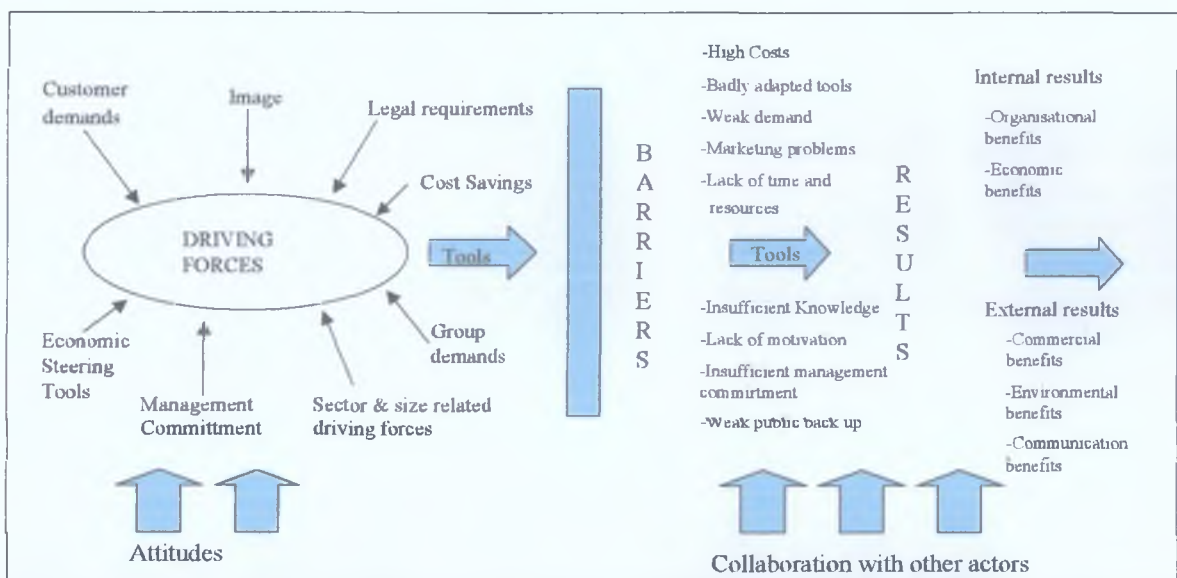 Customer
demands
Image
Legal requirements
Cost Savings
DRIVING
FORCES
Tools
Economic
Steering
Tools
Management
Committment
Sector & size related
driving forces
Group
demands
Attitudes
BARRIERS
-High Costs
-Badly adapted tools
-Weak demand
-Marketing problems
-Lack of time and
resources
Tools
-Insufficient Knowledge
-Lack of motivation
-Insufficient management
commitment
-Weak public back up
RESULTS
Internal results
-Organisational
benefits
-Economic
benefits
External results
-Commercial
benefits
-Environmental
benefits
-Communication
benefits
Collaboration with other actors